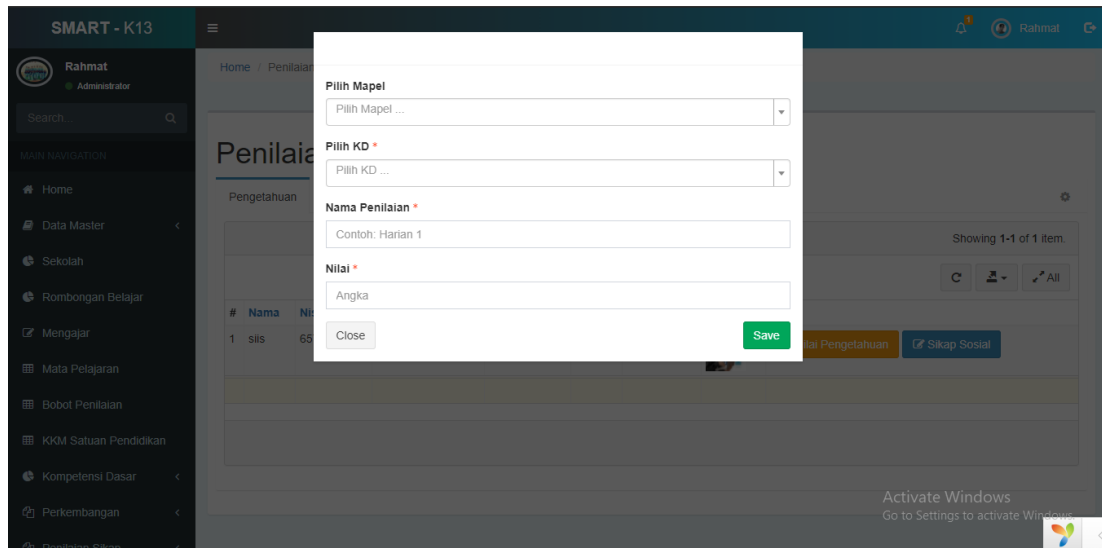 SMART - K13
1
Rahmat
Rahmat
Administrator
Search...
MAIN NAVIGATION
Home
Data Master
Sekolah
Rombongan Belajar
Mengajar
Mata Pelajaran
Bobot Penilaian
KKM Satuan Pendidikan
Kompetensi Dasar
Perkembangan
Penilaian Sikap
Home / Penilaian
Pilih Mapel
Pilih Mapel ...
Pilih KD *
Pilih KD ...
Nama Penilaian *
Contoh: Harian 1
Nilai *
Angka
Close
Save
Pengetahuan
Showing 1-1 of 1 item.
All
# Nama
1 siis 65
Pengetahuan
Sikap Sosial
Activate Windows
Go to Settings to activate Windows.